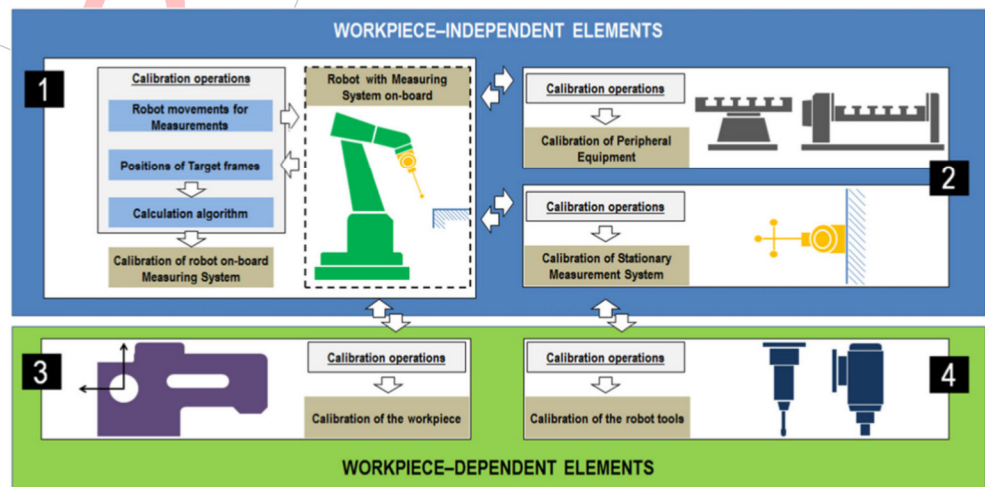 WORKPIECE–INDEPENDENT ELEMENTS
1
Calibration operations
Robot movements for
Measurements
Positions of Target frames
Calculation algorithm
Calibration of robot on-board
Measuring System
Robot with Measuring
System on-board
Calibration operations
Calibration of Peripheral
Equipment
2
Calibration operations
Calibration of Stationary
Measurement System
3
Calibration operations
Calibration of the workpiece
Calibration operations
Calibration of the robot tools
4
WORKPIECE–DEPENDENT ELEMENTS